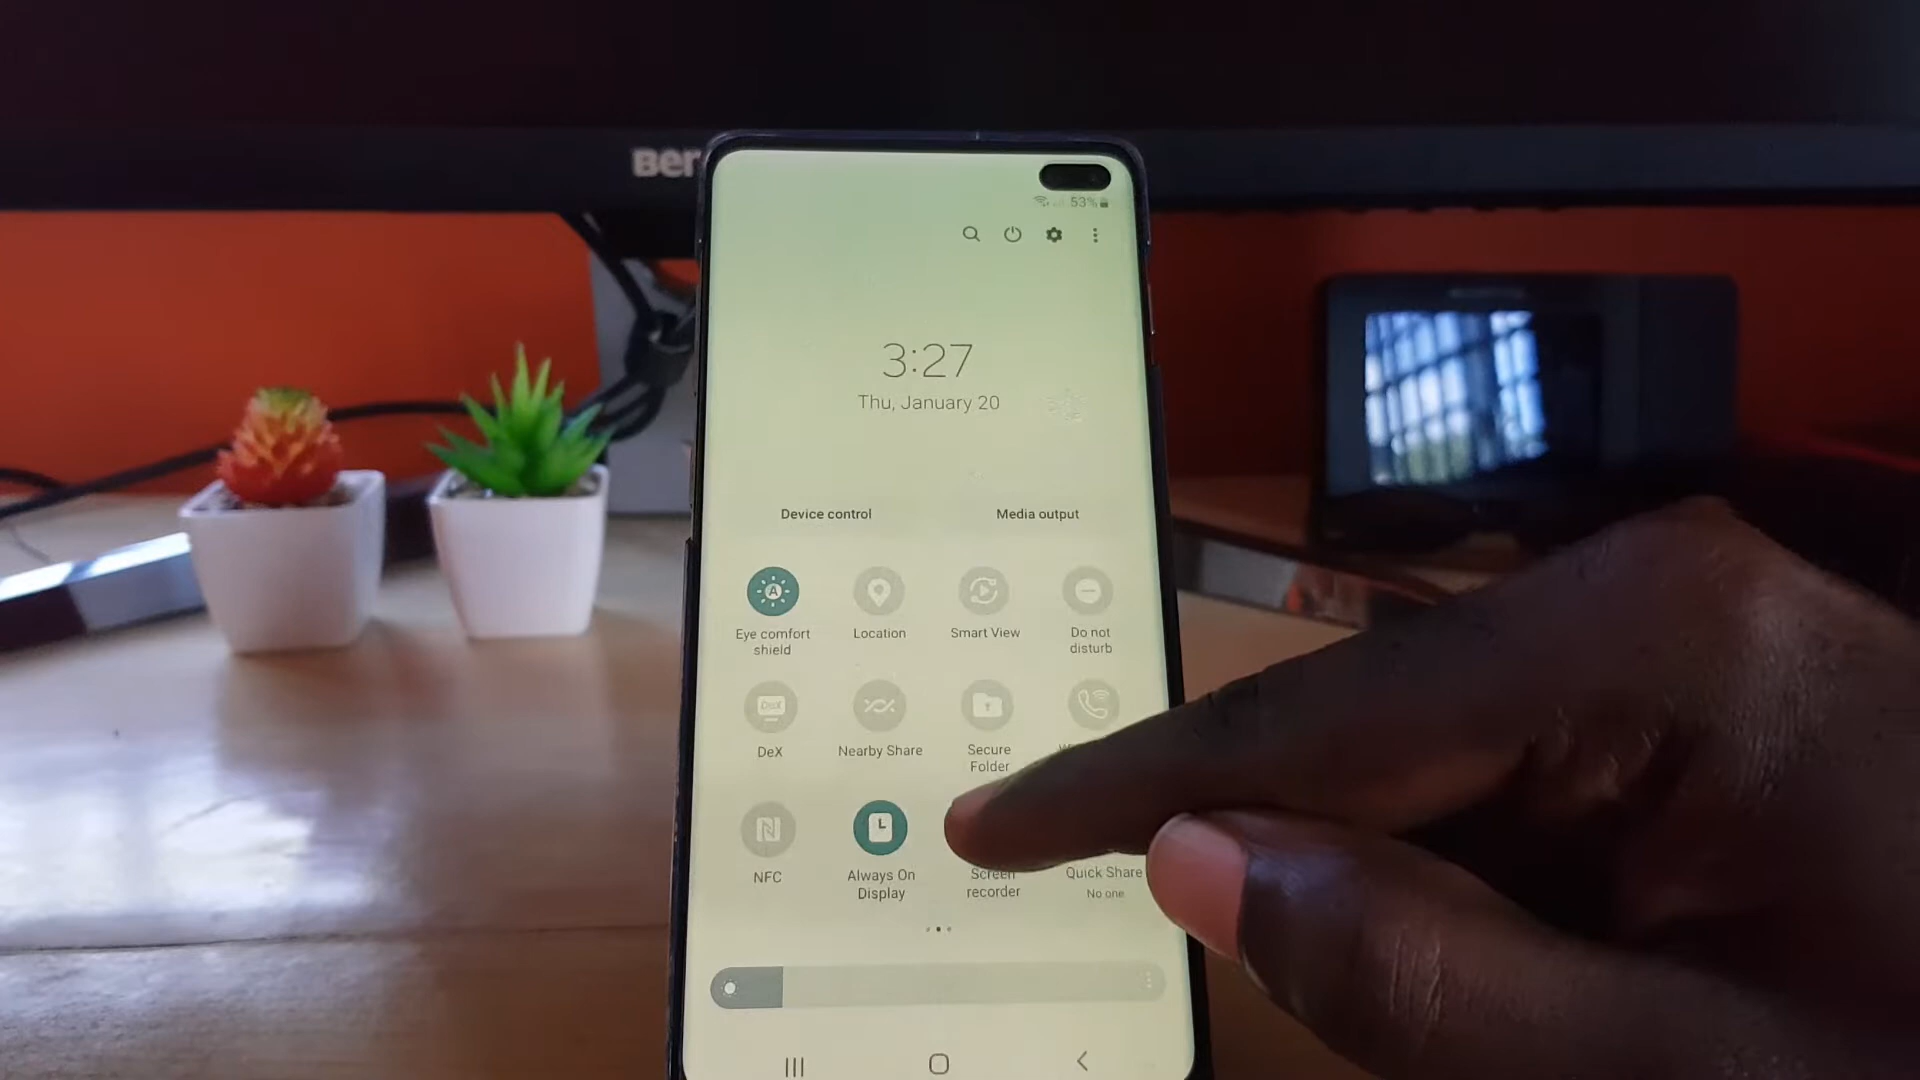 53%
3:27
Thu, January 20
Device control
Media output
A
Eye comfort
shield
Location
Smart View
Do not
disturb
DeX
DeX
Nearby Share
Secure
Folder
NFC
Always On
Display
Screen
recorder
Quick Share
No one